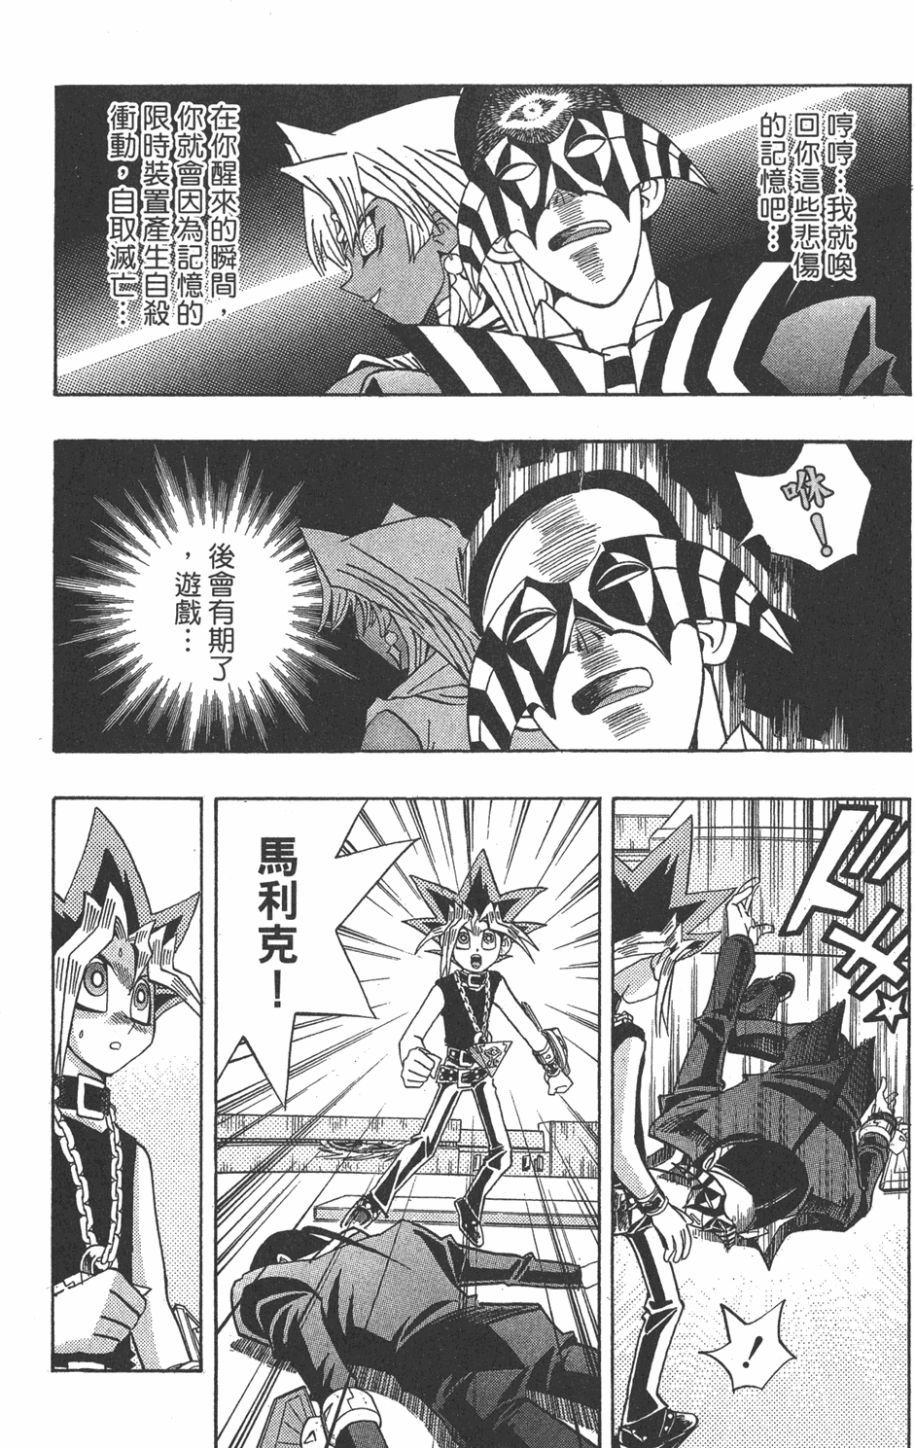 哼哼…我就喚
回你這些悲傷
的記憶吧…
在你醒來的瞬間，
你就會因為記憶的
限時裝置產生自殺
衝動，自取滅亡…
咻！
後會有期了
，遊戲…
ドサッ
！
馬利克！